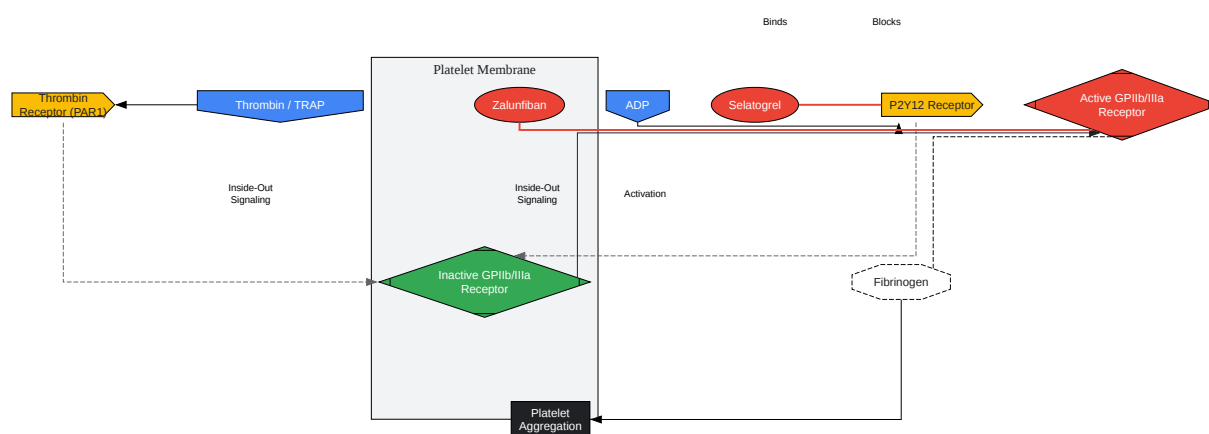 Binds
Blocks
Platelet Membrane
Thrombin
Receptor (PAR1)
Thrombin / TRAP
Zalunfiban
ADP
Selatogrel
P2Y12 Receptor
Active GPIIb/IIIa
Receptor
Inside-Out
Signaling
Inside-Out
Signaling
Activation
Inactive GPIIb/IIIa
Receptor
Fibrinogen
Platelet
Aggregation